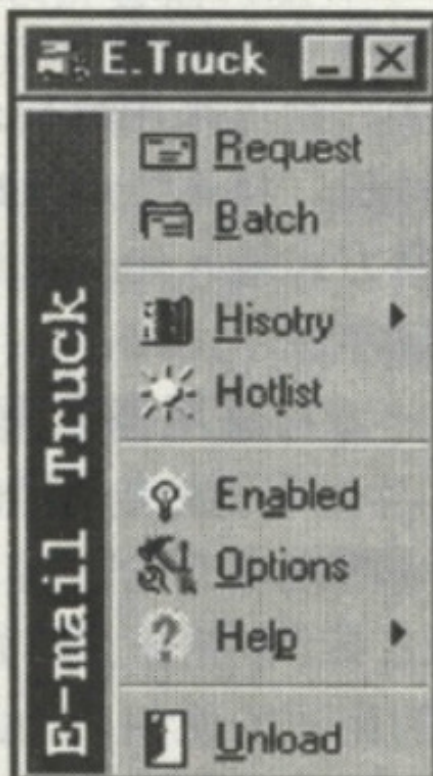 E.Truck
Request
Batch
Hisotry
Hotlist
Enabled
Options
Help
Unload
E-mail Truck